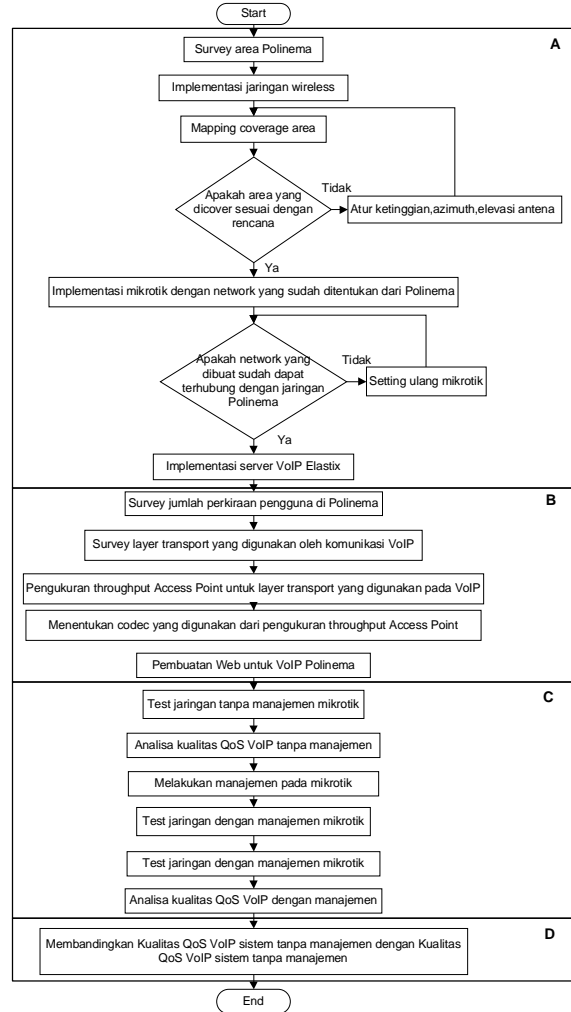 Start
A
Survey area Polinema
Implementasi jaringan wireless
Mapping coverage area
Apakah area yang
dicover sesuai dengan
rencana
Tidak
Atur ketinggian,azimuth,elevasi antena
Ya
Implementasi mikrotik dengan network yang sudah ditentukan dari Polinema
Apakah network yang
dibuat sudah dapat
terhubung dengan jaringan
Polinema
Tidak
Setting ulang mikrotik
Ya
Implementasi server VoIP Elastix
B
Survey jumlah perkiraan pengguna di Polinema
Survey layer transport yang digunakan oleh komunikasi VoIP
Pengukuran throughput Access Point untuk layer transport yang digunakan pada VoIP
Menentukan codec yang digunakan dari pengukuran throughput Access Point
Pembuatan Web untuk VoIP Polinema
C
Test jaringan tanpa manajemen mikrotik
Analisa kualitas QoS VoIP tanpa manajemen
Melakukan manajemen pada mikrotik
Test jaringan dengan manajemen mikrotik
Test jaringan dengan manajemen mikrotik
Analisa kualitas QoS VoIP dengan manajemen
D
Membandingkan Kualitas QoS VoIP sistem tanpa manajemen dengan Kualitas
QoS VoIP sistem tanpa manajemen
End